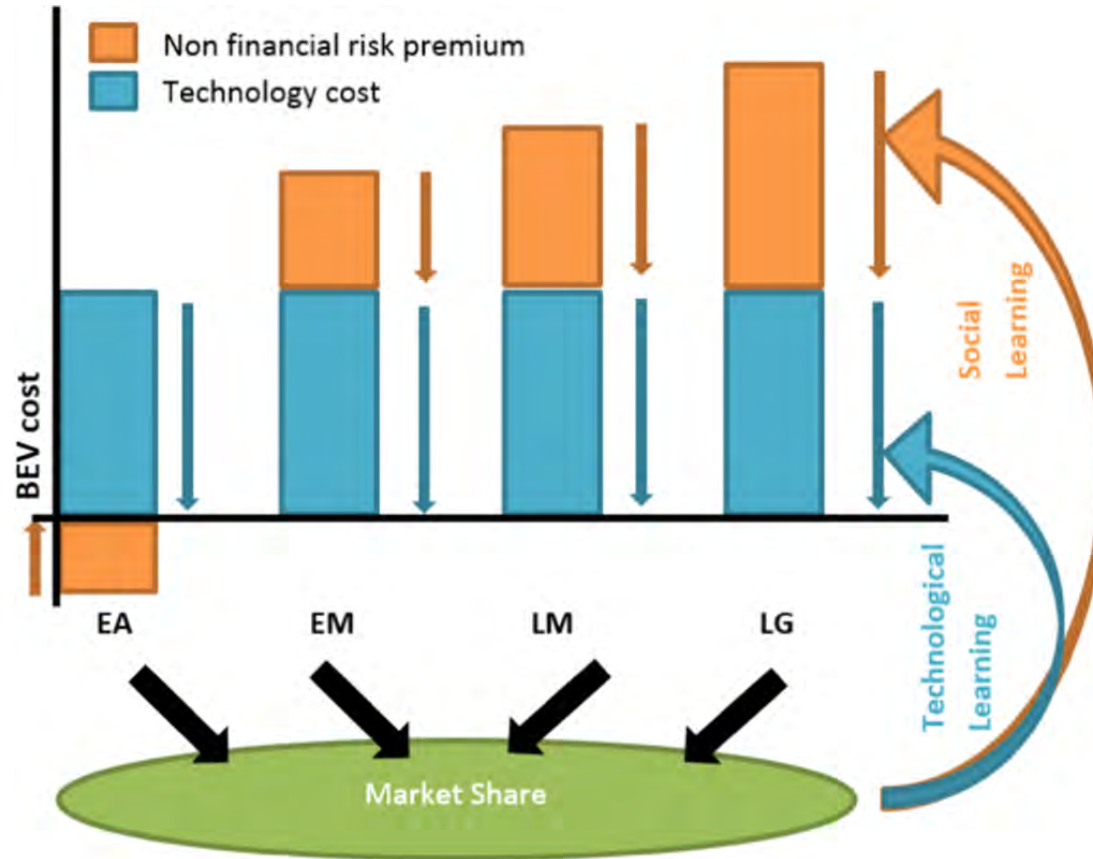 Non financial risk premium
Technology cost
BEV cost
Social
Learning
Technological
Learning
EA
EM
LM
LG
Market Share